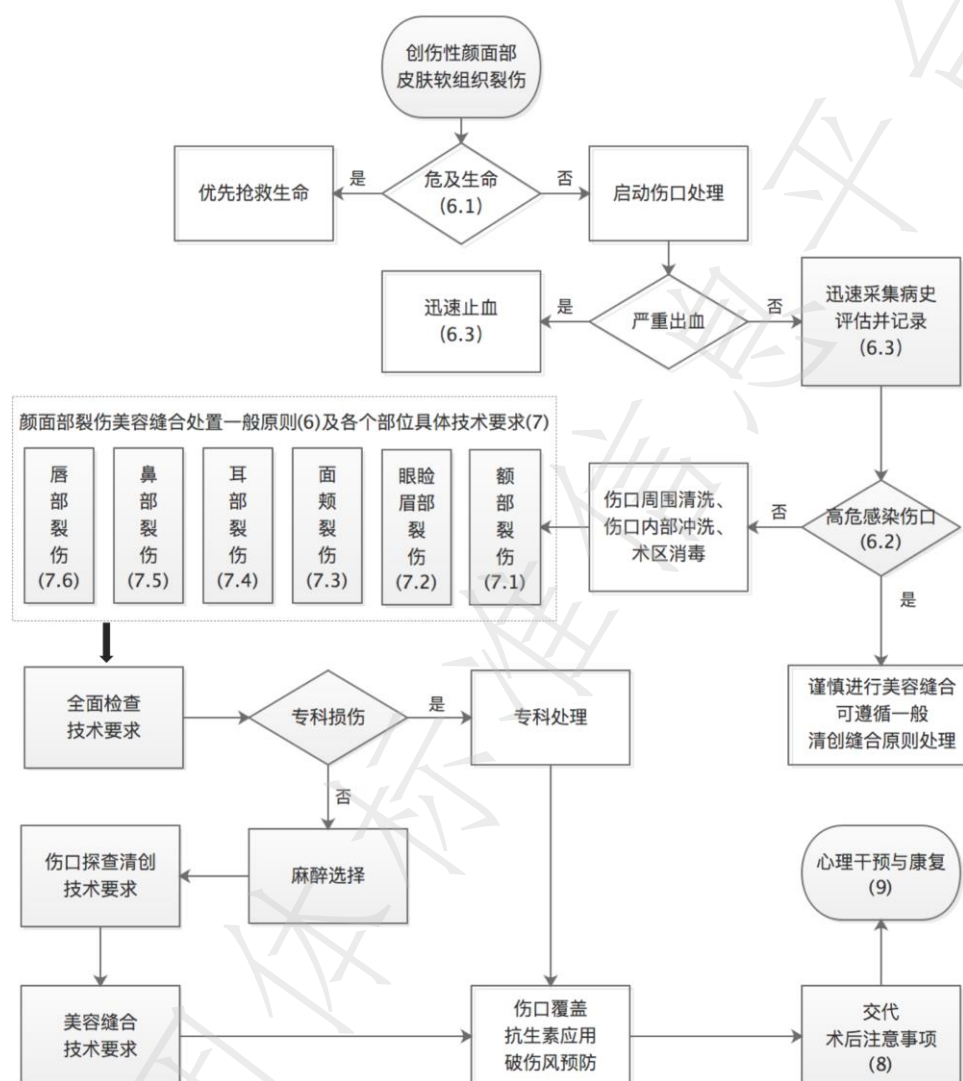 创伤性颜面部
皮肤软组织裂伤
优先抢救生命
是
危及生命
(6.1)
否
启动伤口处理
迅速止血
(6.3)
是
严重出血
否
迅速采集病史
评估并记录
(6.3)
颜面部裂伤美容缝合处置一般原则(6)及各个部位具体技术要求(7)
唇部裂伤
(7.6)
鼻部裂伤
(7.5)
耳部裂伤
(7.4)
面颊裂伤
(7.3)
眼睑
眉部
裂
伤
(7.2)
额部裂伤
(7.1)
伤口周围清洗、
伤口内部冲洗、
术区消毒
否
高危感染伤口
(6.2)
是
谨慎进行美容缝合
可遵循一般
清创缝合原则处理
全面检查
技术要求
专科损伤
是
专科处理
否
麻醉选择
伤口探查清创
技术要求
美容缝合
技术要求
伤口覆盖
抗生素应用
破伤风预防
交代
术后注意事项
(8)
心理干预与康复
(9)
团体标准信息平台